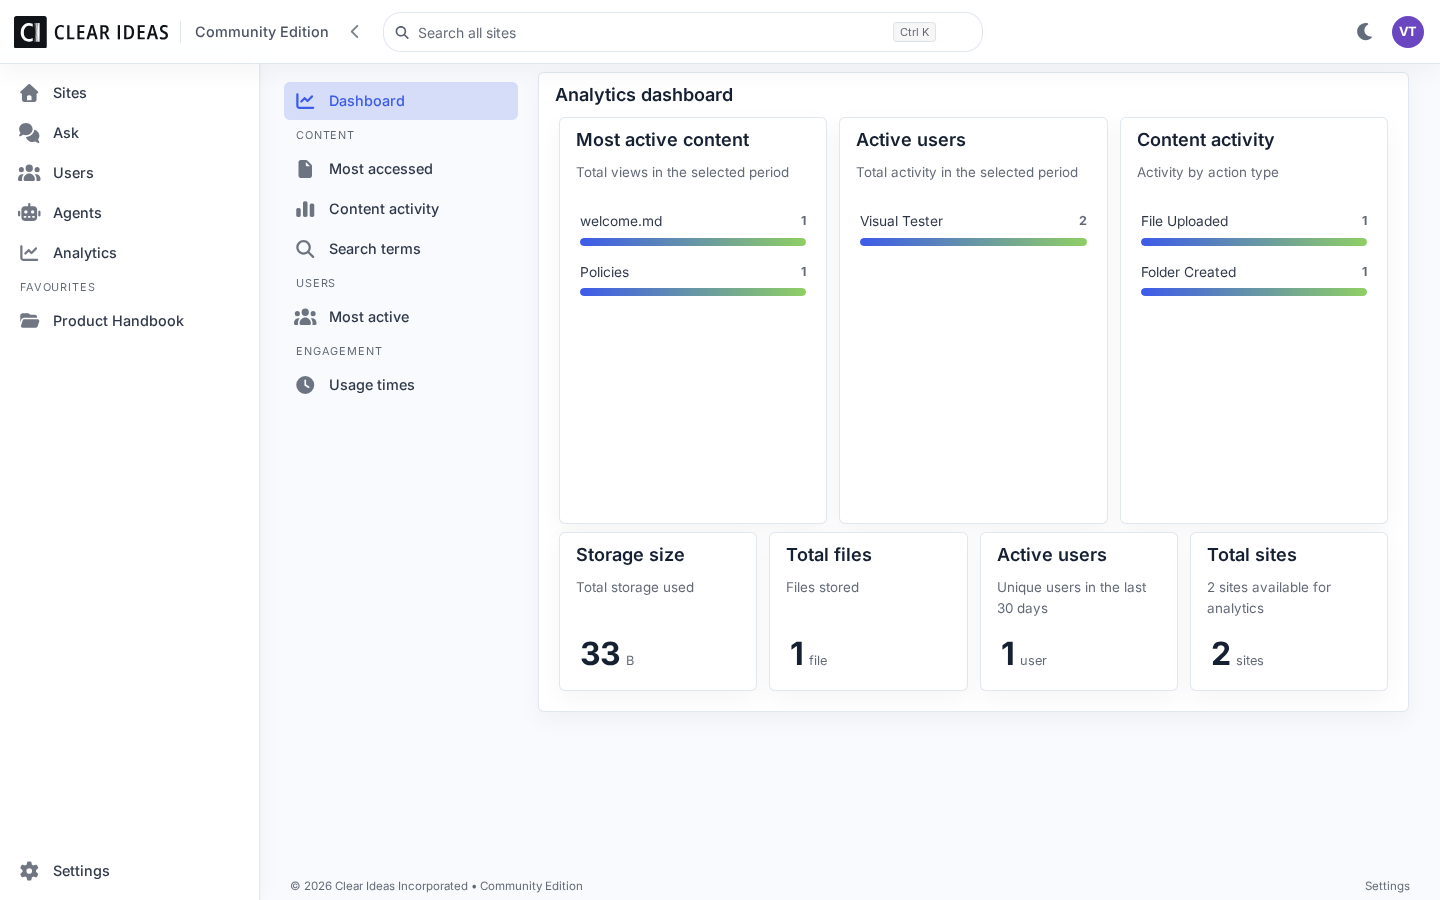 CI CLEAR IDEAS
Community Edition
Search all sites
Ctrl K
VT
Sites
Ask
Users
Agents
Analytics
FAVOURITES
Product Handbook
Settings
Dashboard
CONTENT
Most accessed
Content activity
Search terms
USERS
Most active
ENGAGEMENT
Usage times
Analytics dashboard
Most active content
Total views in the selected period
welcome.md 1
Policies 1
Active users
Total activity in the selected period
Visual Tester 2
Content activity
Activity by action type
File Uploaded 1
Folder Created 1
Storage size
Total storage used
33 B
Total files
Files stored
1 file
Active users
Unique users in the last
30 days
1 user
Total sites
2 sites available for
analytics
2 sites
© 2026 Clear Ideas Incorporated • Community Edition
Settings